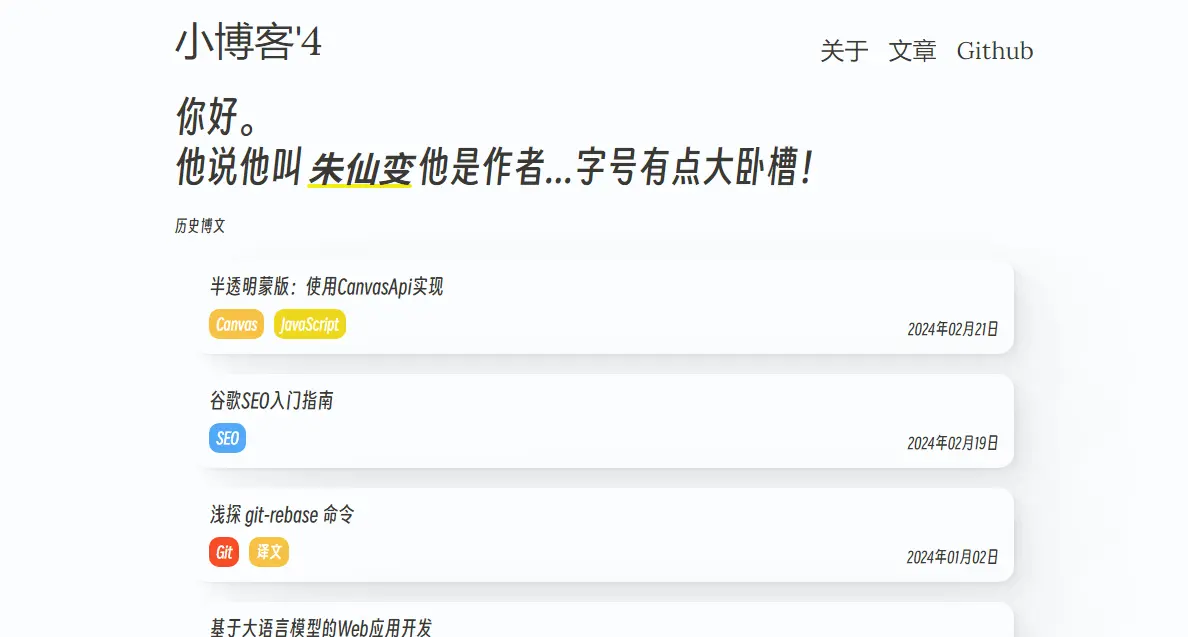 小博客'4
关于 文章 Github
你好。
他说他叫朱仙变他是作者...字号有点大卧槽！
历史博文
半透明蒙版：使用CanvasApi实现
Canvas JavaScript
2024年02月21日
谷歌SEO入门指南
SEO
2024年02月19日
浅探 git-rebase 命令
Git 译文
2024年01月02日
基于大语言模型的Web应用开发